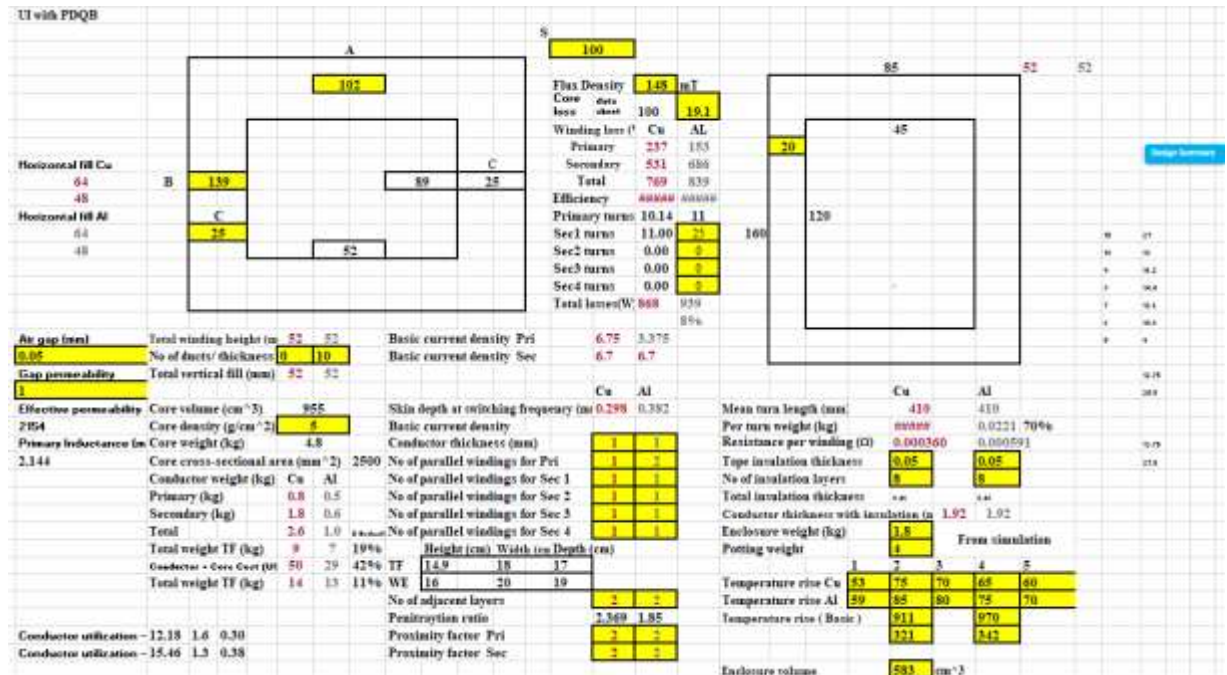 UI with PDQB
S
100
A
102
85 52 52
Flux Density 148 mT
Core loss data sheet 100 19.1
Winding loss ( Cu AL
45
Primary 237 153
20
Horizontal fill Cu
Secondary 531 686
C
64
B 139 89 25
Total 769 839
48
Efficiency ##### #####
Horizontal fill Al
C
Primary turns 10.14 11
120
64
25
Sec1 turns 11.00 25
160
48
52
Sec2 turns 0.00 0
Sec3 turns 0.00 0
Sec4 turns 0.00 0
Total losses(W) 868 939
89%
Air gap (mm) Total winding height (m 52 52 Basic current density Pri 6.75 3.375
0.05 No of ducts/ thickness 0 10 Basic current density Sec 6.7 6.7
Gap permeability Total vertical fill (mm) 52 52
1 Cu Al Cu Al
Effective permeability Core volume (cm^3) 955 Skin depth at switching frequency (m 0.298 0.382 Mean turn length (mm) 410 410
2154 Core density (g/cm^2) 5 Basic current density Per turn weight (kg) ##### 0.0221 70%
Primary Inductance (m Core weight (kg) 4.8 Conductor thickness (mm) 1 1 Resistance per winding (Ω) 0.000360 0.000591
2.144 Core cross-sectional area (mm^2) 2500 No of parallel windings for Pri 1 2 Tope insulation thickness 0.05 0.05
Conductor weight (kg) Cu Al No of parallel windings for Sec 1 1 1 No of insulation layers 8 8
Primary (kg) 0.8 0.5 No of parallel windings for Sec 2 1 1 Total insulation thickness
Secondary (kg) 1.8 0.6 No of parallel windings for Sec 3 1 1 Conductor thickness with insulation (n 1.92 1.92
Total 2.6 1.0 No of parallel windings for Sec 4 1 1 Enclosure weight (kg) 1.8 From simulation
Total weight TF (kg) 9 7 19% Height (cm) Width (cm Depth (cm) Potting weight 4
Conductor + Core Cost (U 50 29 42% TF 14.9 18 17 1 2 3 4 5
Total weight TF (kg) 14 13 11% WE 16 20 19 Temperature rise Cu 53 75 70 65 60
No of adjacent layers 2 2 Temperature rise Al 59 85 80 75 70
Penitroytion ratio 2.369 1.85 Temperature rise ( Basic ) 911 970
Conductor utilization – 12.18 1.6 0.30 Proximity factor Pri 2 2 321 342
Conductor utilization – 15.46 1.3 0.38 Proximity factor Sec 2 2
Enclosure volume 583 cm^3